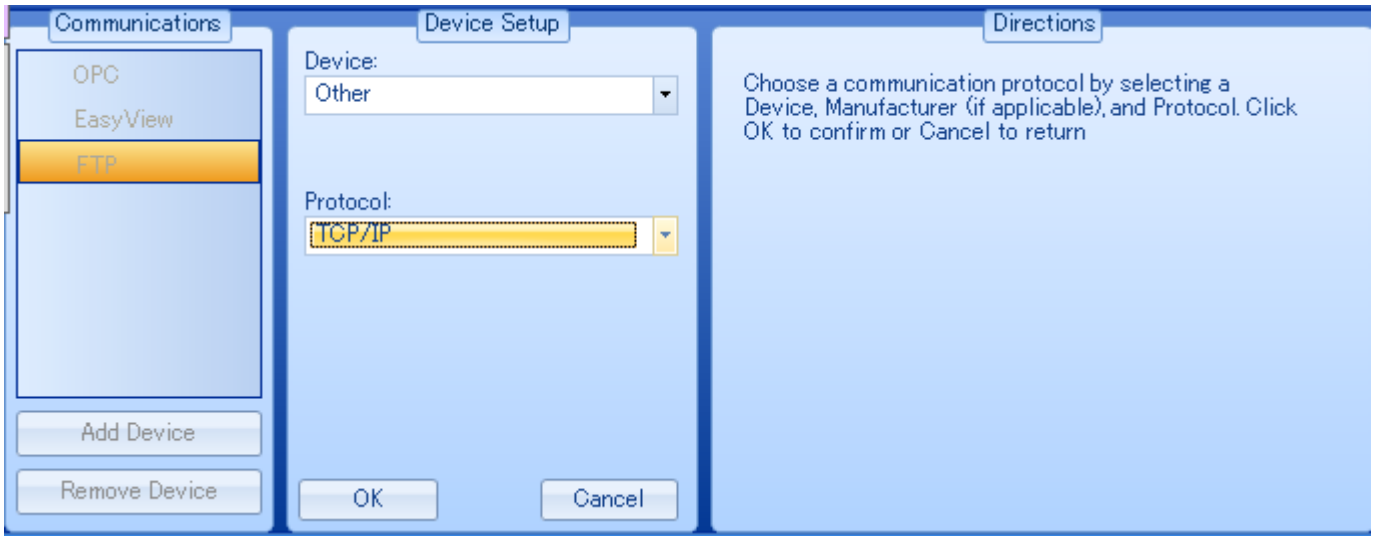 Communications
OPC
EasyView
FTP
Add Device
Remove Device
Device Setup
Device:
Other
Protocol:
TCP/IP
OK
Cancel
Directions
Choose a communication protocol by selecting a
Device, Manufacturer (if applicable), and Protocol. Click
OK to confirm or Cancel to return